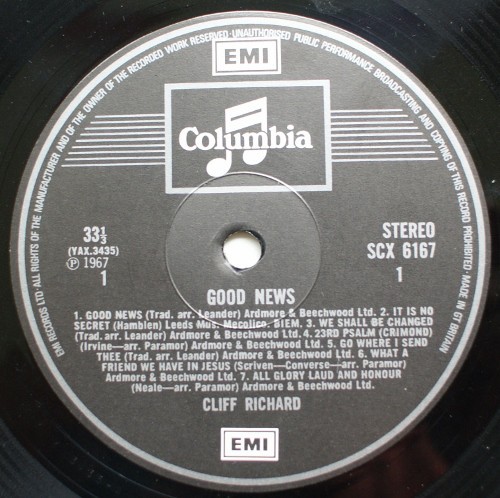 EMI RECORDS LTD·ALL RIGHTS OF THE MANUFACTURER AND OF THE OWNER OF THE RECORDED WORK RESERVED·UNAUTHORISED PUBLIC PERFORMANCE BROADCASTING AND COPYING OF THIS RECORD PROHIBITED·MADE IN GT BRITAIN
EMI
Columbia
33⅓
(YAX.3435)
Ⓟ 1967
1
STEREO
SCX 6167
1
GOOD NEWS
1. GOOD NEWS (Trad. arr. Leander) Ardmore & Beechwood Ltd. 2. IT IS NO
SECRET (Hamblen) Leeds Mus. Mecolico. BIEM. 3. WE SHALL BE CHANGED
(Trad. arr. Leander) Ardmore & Beechwood Ltd. 4. 23RD PSALM (CRIMOND)
(Irvine—arr. Paramor) Ardmore & Beechwood Ltd. 5. GO WHERE I SEND
THEE (Trad. arr. Leander) Ardmore & Beechwood Ltd. 6. WHAT A
FRIEND WE HAVE IN JESUS (Scriven—Converse—arr. Paramor)
Ardmore & Beechwood Ltd. 7. ALL GLORY LAUD AND HONOUR
(Neale—arr. Paramor) Ardmore & Beechwood Ltd.
CLIFF RICHARD
EMI